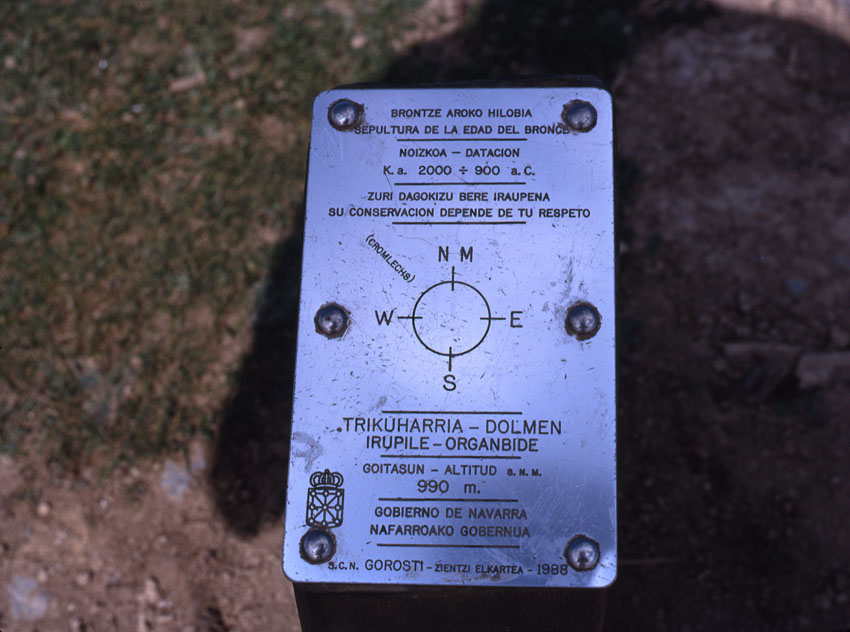 BRONTZE AROKO HILOBIA
SEPULTURA DE LA EDAD DEL BRONCE
NOIZKOA – DATACION
K.a. 2000 ÷ 900 a.C.
ZURI DAGOKIZU BERE IRAUPENA
SU CONSERVACION DEPENDE DE TU RESPETO
(CROMLECHS)
N M
W E
S
TRIKUHARRIA – DOLMEN
IRUPILE – ORGANBIDE
GOITASUN – ALTITUD S.N.M.
990 m.
GOBIERNO DE NAVARRA
NAFARROAKO GOBERNUA
S.C.N. GOROSTI – ZIENTZI ELKARTEA – 1988